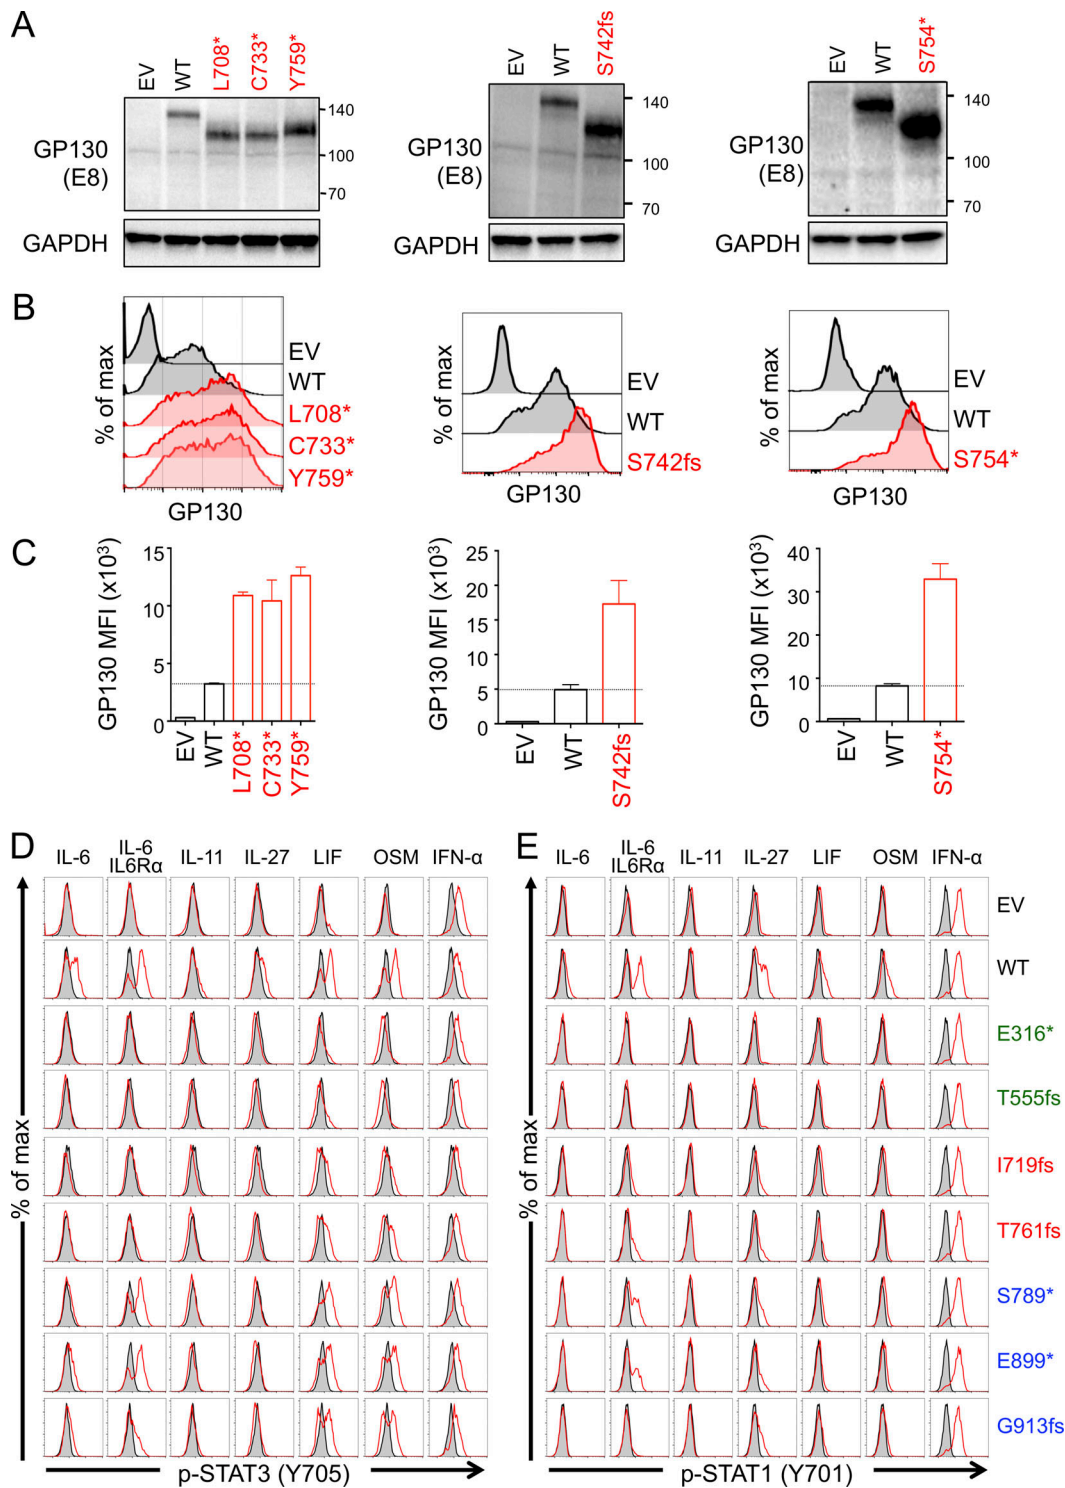 A
EV WT L708* C733* Y759*
GP130
(E8)
140
100
70
GAPDH
EV WT S742fs
GP130
(E8)
140
100
70
GAPDH
EV WT S754*
GP130
(E8)
140
100
70
GAPDH
B
% of max
EV
WT
L708*
C733*
Y759*
GP130
% of max
EV
WT
S742fs
GP130
% of max
EV
WT
S754*
GP130
C
GP130 MFI (x10³)
15
10
5
0
EV WT L708* C733* Y759*
GP130 MFI (x10³)
25
20
15
10
5
0
EV WT S742fs
GP130 MFI (x10³)
40
30
20
10
0
EV WT S754*
D
IL-6 IL-6 IL6Rα IL-11 IL-27 LIF OSM IFN-α
% of max
p-STAT3 (Y705)
E
IL-6 IL-6 IL6Rα IL-11 IL-27 LIF OSM IFN-α
% of max
EV
WT
E316*
T555fs
I719fs
T761fs
S789*
E899*
G913fs
p-STAT1 (Y701)